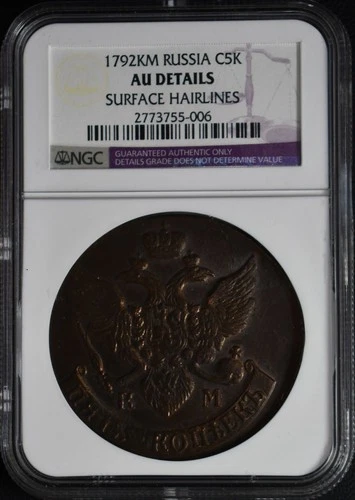 1792KM RUSSIA C5K
AU DETAILS
SURFACE HAIRLINES
2773755-006
NGC
GUARANTEED AUTHENTIC ONLY
DETAILS GRADE DOES NOT DETERMINE VALUE
К М
ПЯТЬ КОПѢЕКЪ